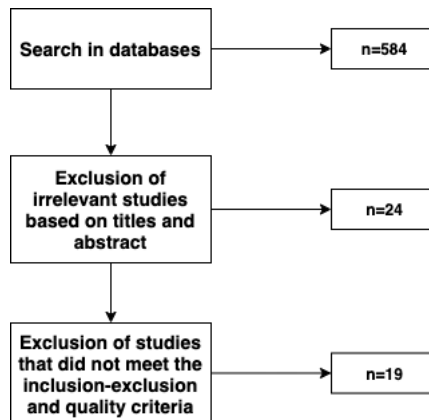 Search in databases
n=584
Exclusion of
irrelevant studies
based on titles and
abstract
n=24
Exclusion of studies
that did not meet the
inclusion-exclusion
and quality criteria
n=19